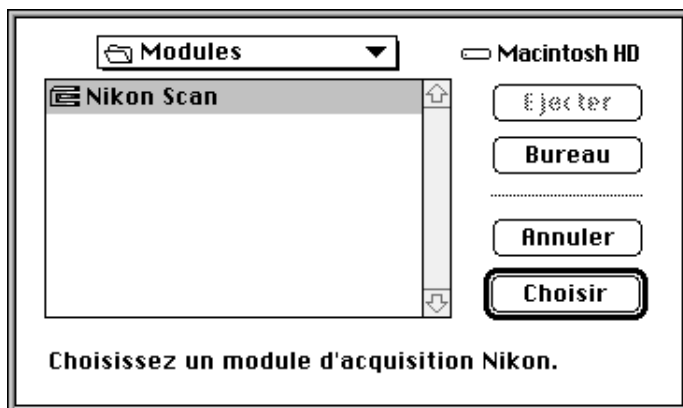 Modules
Macintosh HD
Nikon Scan
Ejecter
Bureau
Annuler
Choisir
Choisissez un module d'acquisition Nikon.